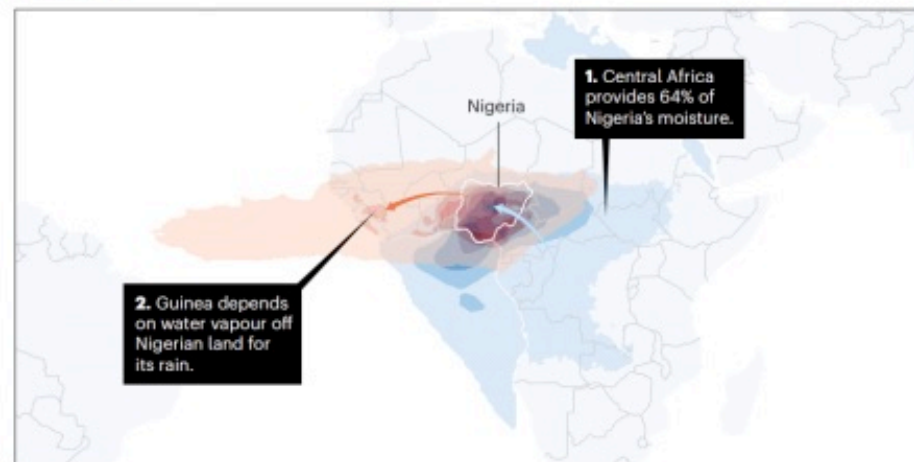 Nigeria
1. Central Africa
provides 64% of
Nigeria's moisture.
2. Guinea depends
on water vapour off
Nigerian land for
its rain.